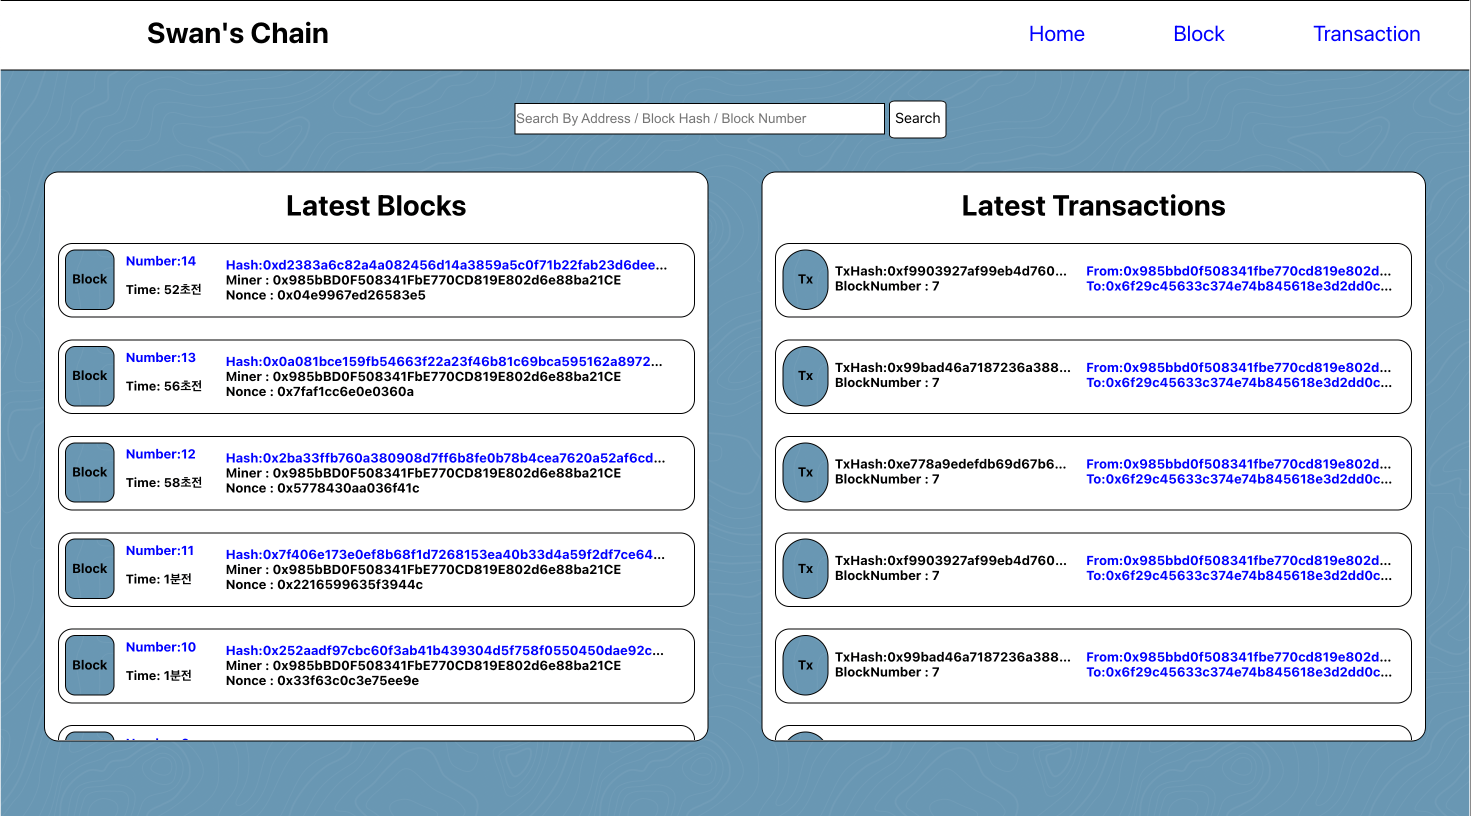 Swan's Chain
Home
Block
Transaction
Search By Address / Block Hash / Block Number
Search
Latest Blocks
Block
Number:14
Time: 52초전
Hash:0xd2383a6c82a4a082456d14a3859a5c0f71b22fab23d6dee...
Miner : 0x985bBD0F508341FbE770CD819E802d6e88ba21CE
Nonce : 0x04e9967ed26583e5
Block
Number:13
Time: 56초전
Hash:0x0a081bce159fb54663f22a23f46b81c69bca595162a8972...
Miner : 0x985bBD0F508341FbE770CD819E802d6e88ba21CE
Nonce : 0x7faf1cc6e0e0360a
Block
Number:12
Time: 58초전
Hash:0x2ba33ffb760a380908d7ff6b8fe0b78b4cea7620a52af6cd...
Miner : 0x985bBD0F508341FbE770CD819E802d6e88ba21CE
Nonce : 0x5778430aa036f41c
Block
Number:11
Time: 1분전
Hash:0x7f406e173e0ef8b68f1d7268153ea40b33d4a59f2df7ce64...
Miner : 0x985bBD0F508341FbE770CD819E802d6e88ba21CE
Nonce : 0x2216599635f3944c
Block
Number:10
Time: 1분전
Hash:0x252aadf97cbc60f3ab41b439304d5f758f0550450dae92c...
Miner : 0x985bBD0F508341FbE770CD819E802d6e88ba21CE
Nonce : 0x33f63c0c3e75ee9e
Latest Transactions
Tx
TxHash:0xf9903927af99eb4d760...
BlockNumber : 7
From:0x985bbd0f508341fbe770cd819e802d...
To:0x6f29c45633c374e74b845618e3d2dd0c...
Tx
TxHash:0x99bad46a7187236a388...
BlockNumber : 7
From:0x985bbd0f508341fbe770cd819e802d...
To:0x6f29c45633c374e74b845618e3d2dd0c...
Tx
TxHash:0xe778a9edefdb69d67b6...
BlockNumber : 7
From:0x985bbd0f508341fbe770cd819e802d...
To:0x6f29c45633c374e74b845618e3d2dd0c...
Tx
TxHash:0xf9903927af99eb4d760...
BlockNumber : 7
From:0x985bbd0f508341fbe770cd819e802d...
To:0x6f29c45633c374e74b845618e3d2dd0c...
Tx
TxHash:0x99bad46a7187236a388...
BlockNumber : 7
From:0x985bbd0f508341fbe770cd819e802d...
To:0x6f29c45633c374e74b845618e3d2dd0c...